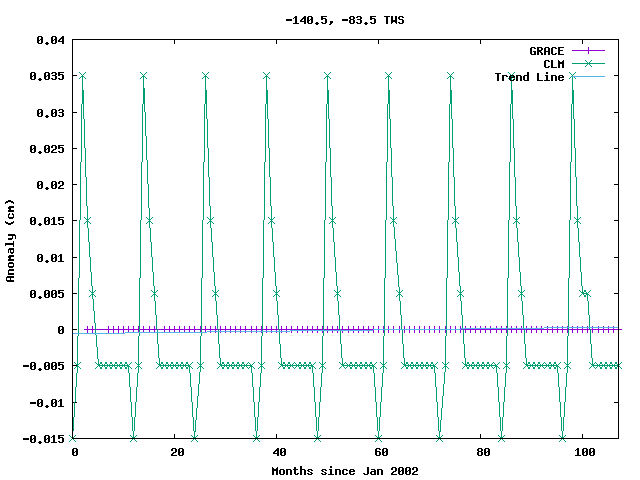 -140.5, -83.5 TWS
0.04
GRACE
CLM
Trend Line
0.035
0.03
0.025
0.02
0.015
0.01
0.005
0
-0.005
-0.01
-0.015
Anomaly (cm)
0 20 40 60 80 100
Months since Jan 2002